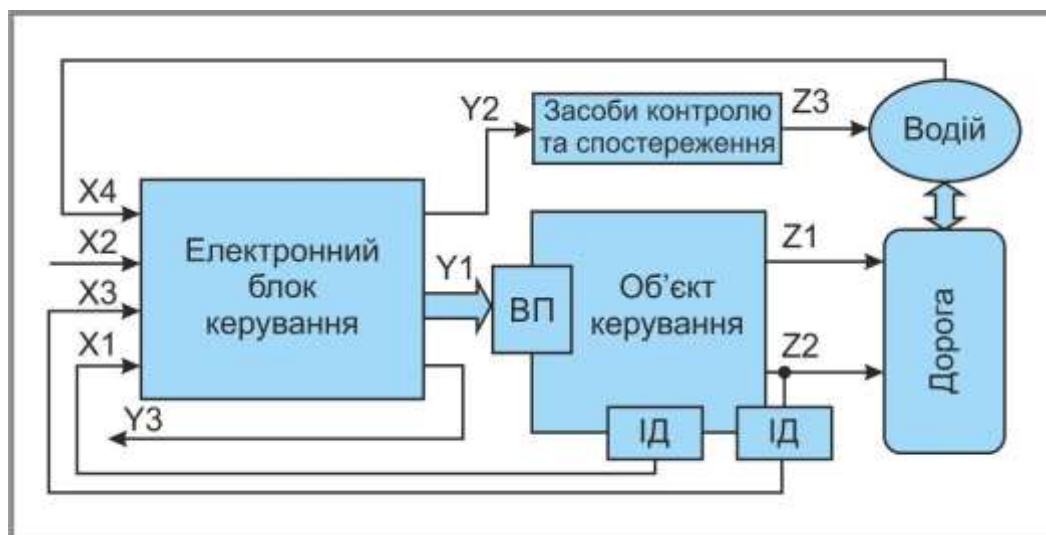 Y2
Засоби контролю
та спостереження
Z3
Водій
X4
X2
X3
X1
Електронний
блок
керування
Y1
ВП
Об’єкт
керування
Z1
Z2
Дорога
Y3
ІД
ІД